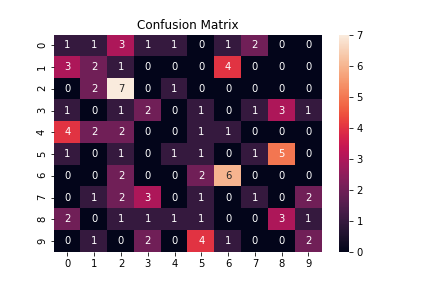 Confusion Matrix
0 1 1 3 1 1 0 1 2 0 0
1 3 2 1 0 0 0 4 0 0 0
2 0 2 7 0 1 0 0 0 0 0
3 1 0 1 2 0 1 0 1 3 1
4 4 2 2 0 0 1 1 0 0 0
5 1 0 1 0 1 1 0 1 5 0
6 0 0 2 0 0 2 6 0 0 0
7 0 1 2 3 0 1 0 1 0 2
8 2 0 1 1 1 1 0 0 3 1
9 0 1 0 2 0 4 1 0 0 2
0 1 2 3 4 5 6 7 8 9
7
6
5
4
3
2
1
0